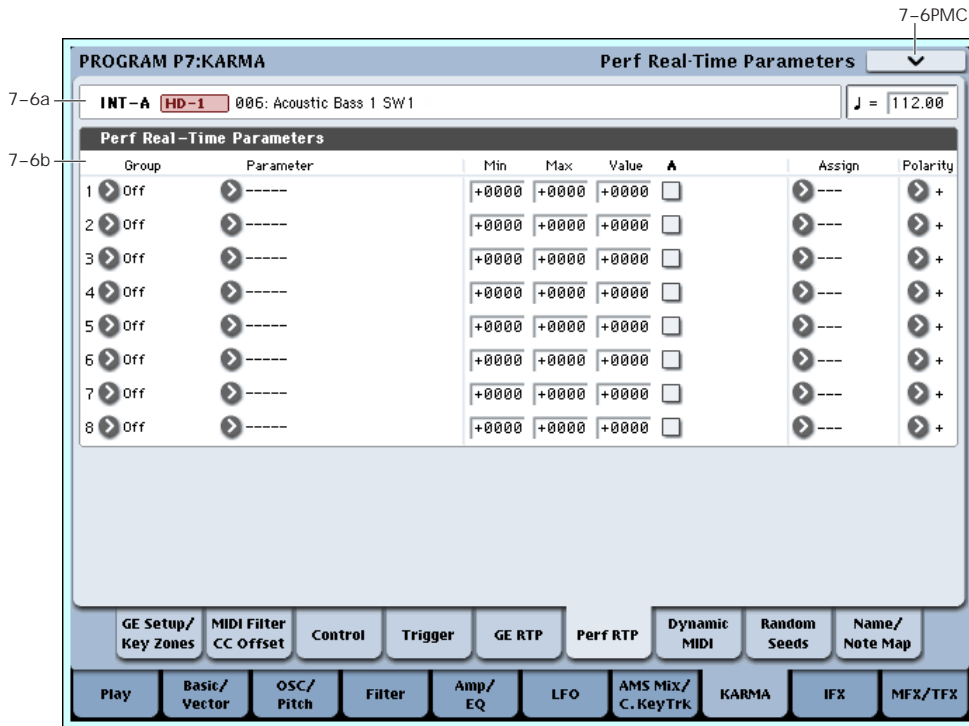 7–6PMC
PROGRAM P7:KARMA Perf Real-Time Parameters
7–6a INT-A HD-1 006: Acoustic Bass 1 SW1 ♩ = 112.00
Perf Real-Time Parameters
7–6b Group Parameter Min Max Value A Assign Polarity
1 Off ----- +0000 +0000 +0000 --- +
2 Off ----- +0000 +0000 +0000 --- +
3 Off ----- +0000 +0000 +0000 --- +
4 Off ----- +0000 +0000 +0000 --- +
5 Off ----- +0000 +0000 +0000 --- +
6 Off ----- +0000 +0000 +0000 --- +
7 Off ----- +0000 +0000 +0000 --- +
8 Off ----- +0000 +0000 +0000 --- +
GE Setup/
Key Zones
MIDI Filter
CC Offset
Control
Trigger
GE RTP
Perf RTP
Dynamic
MIDI
Random
Seeds
Name/
Note Map
Play
Basic/
Vector
OSC/
Pitch
Filter
Amp/
EQ
LFO
AMS Mix/
C.KeyTrk
KARMA
IFX
MFX/TFX